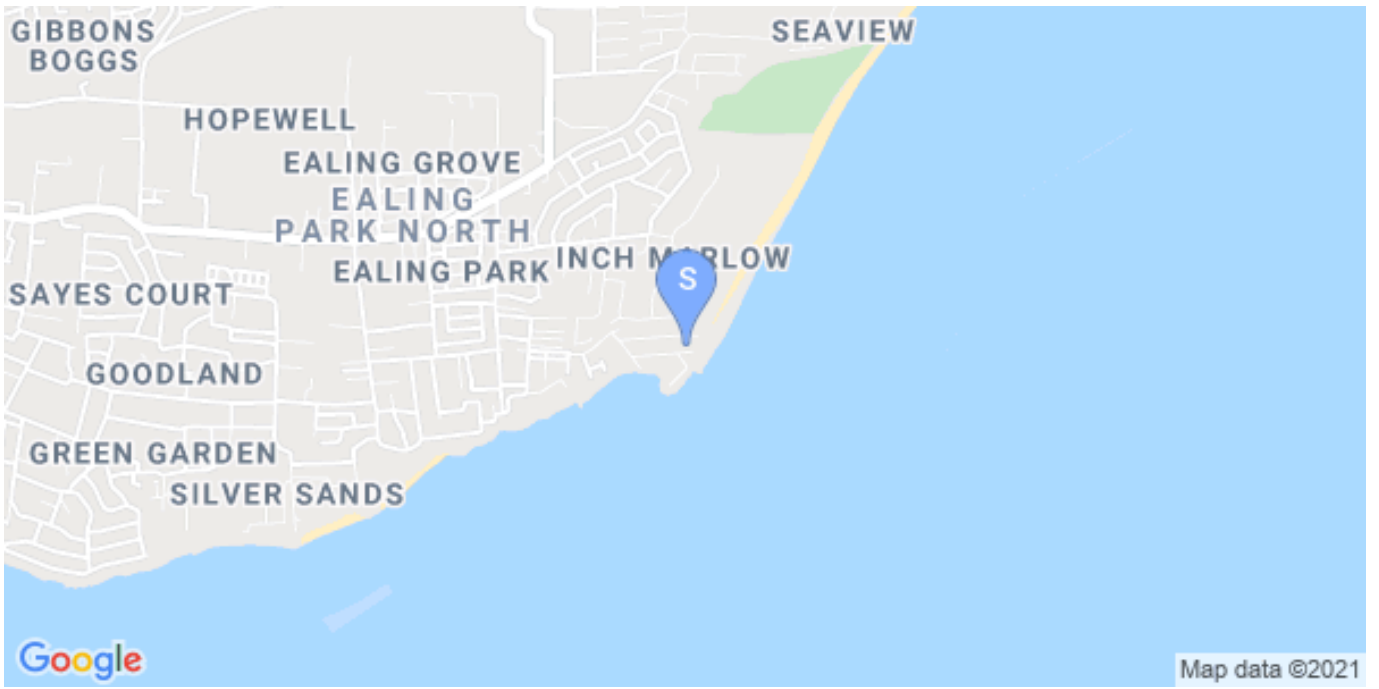 GIBBONS
BOGGS
SEAVIEW
HOPEWELL
EALING GROVE
EALING
PARK NORTH
INCH MARLOW
EALING PARK
S
SAYES COURT
GOODLAND
GREEN GARDEN
SILVER SANDS
Google
Map data ©2021